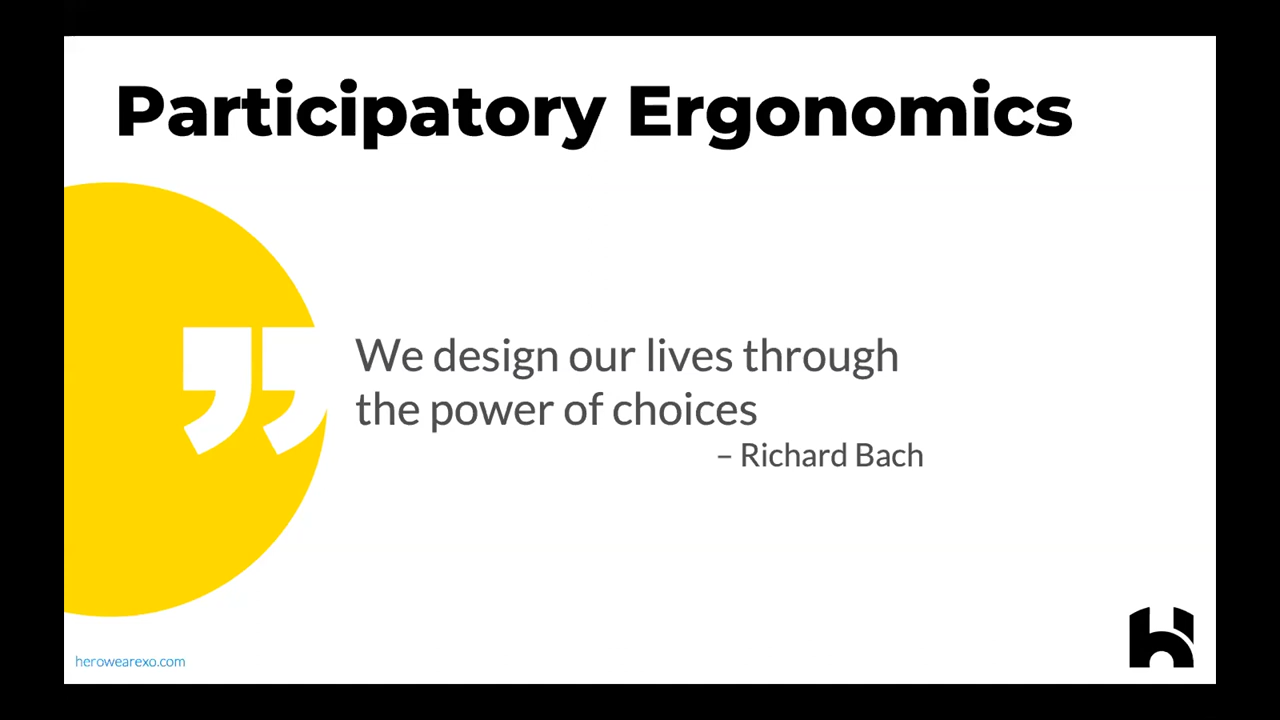 Participatory Ergonomics
We design our lives through
the power of choices
– Richard Bach
herowearexo.com